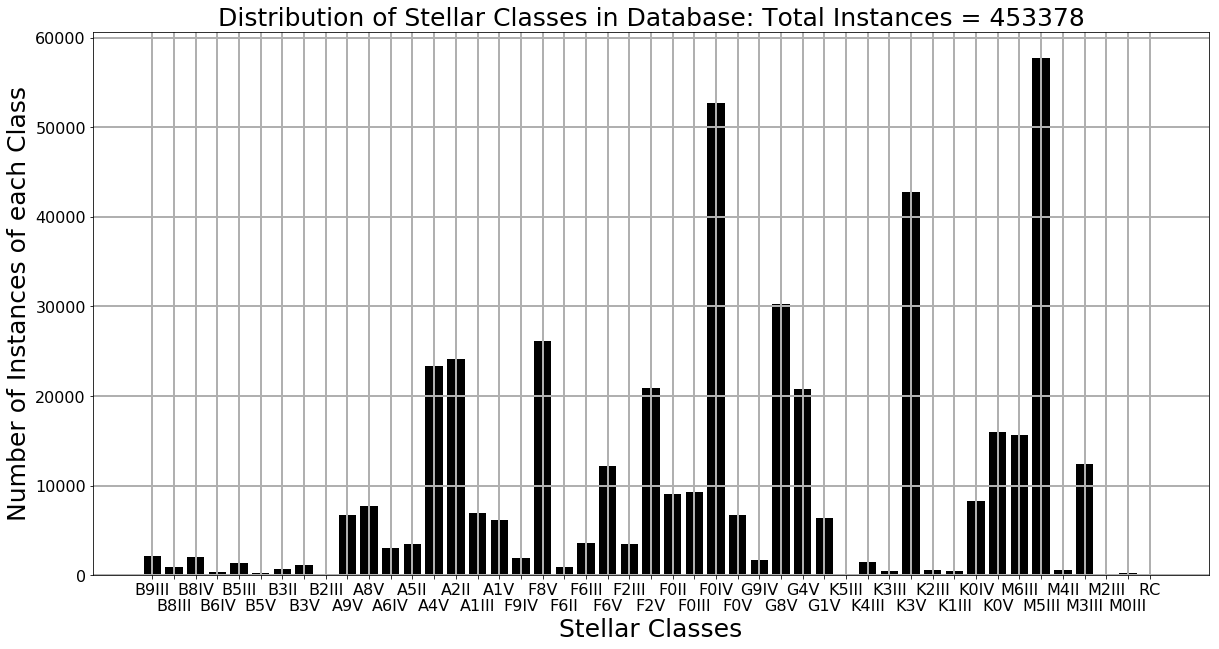 Distribution of Stellar Classes in Database: Total Instances = 453378
Number of Instances of each Class
60000
50000
40000
30000
20000
10000
0
B9III B8IV B5III B3II B2III A8V A5II A2II A1V F8V F6III F2III F0II F0IV G9IV G4V K5III K3III K2III K0IV M6III M4II M2III RC
B8III B6IV B5V B3V A9V A6IV A4V A1III F9IV F6II F6V F2V F0III F0V G8V G1V K4III K3V K1III K0V M5III M3III M0III
Stellar Classes